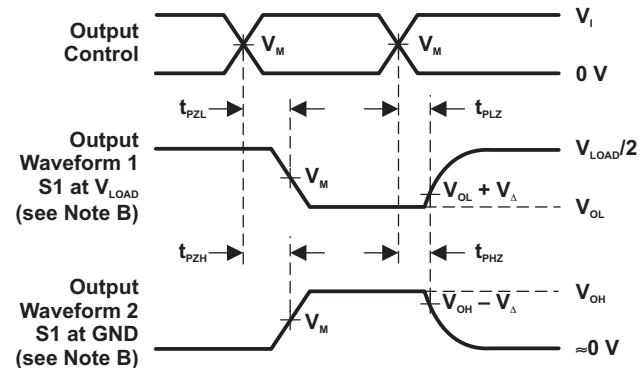 Output
Control
V_M
V_M
V_I
0 V
t_PZL
t_PLZ
Output
Waveform 1
S1 at V_LOAD
(see Note B)
V_M
V_OL + V_Δ
V_LOAD/2
V_OL
t_PZH
t_PHZ
Output
Waveform 2
S1 at GND
(see Note B)
V_M
V_OH – V_Δ
V_OH
≈0 V